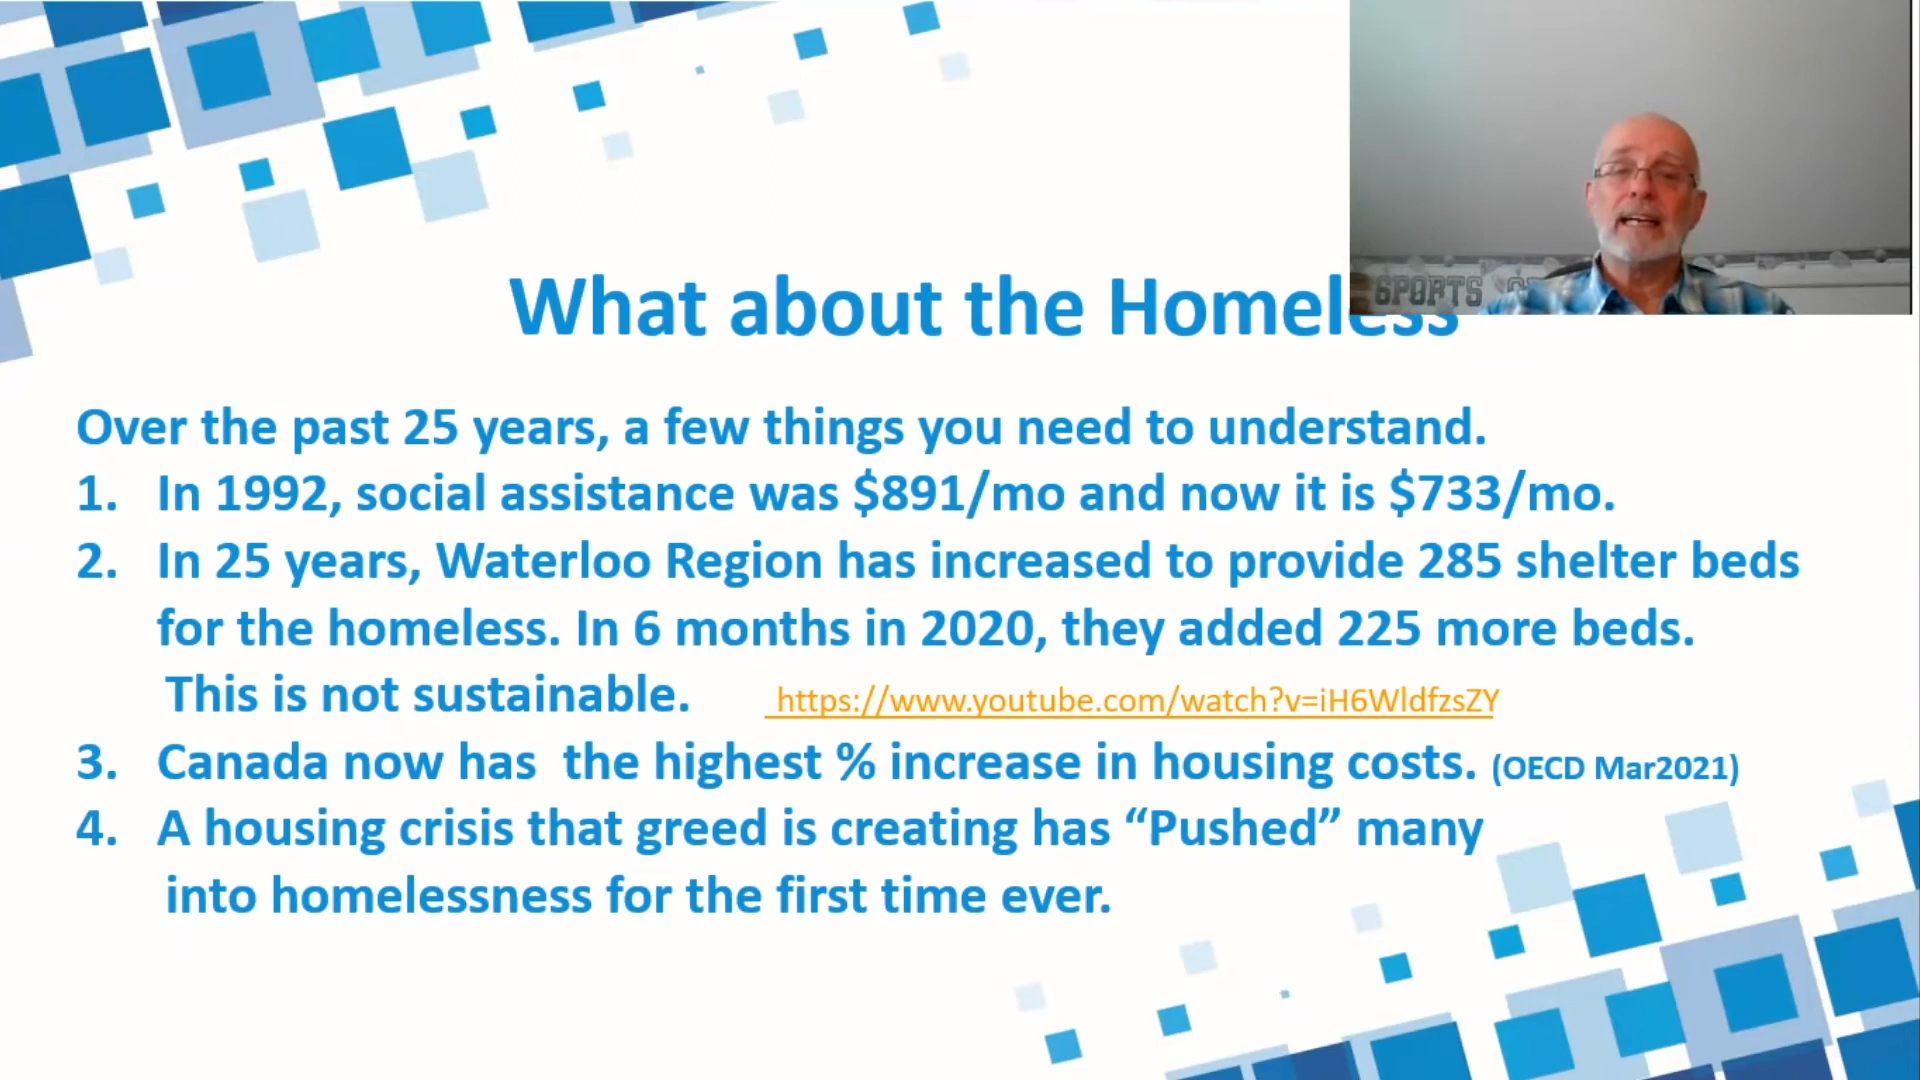 SPORTS
What about the Homeless
Over the past 25 years, a few things you need to understand.
1. In 1992, social assistance was $891/mo and now it is $733/mo.
2. In 25 years, Waterloo Region has increased to provide 285 shelter beds
for the homeless. In 6 months in 2020, they added 225 more beds.
This is not sustainable. https://www.youtube.com/watch?v=iH6WldfzsZY
3. Canada now has the highest % increase in housing costs. (OECD Mar2021)
4. A housing crisis that greed is creating has “Pushed” many
into homelessness for the first time ever.